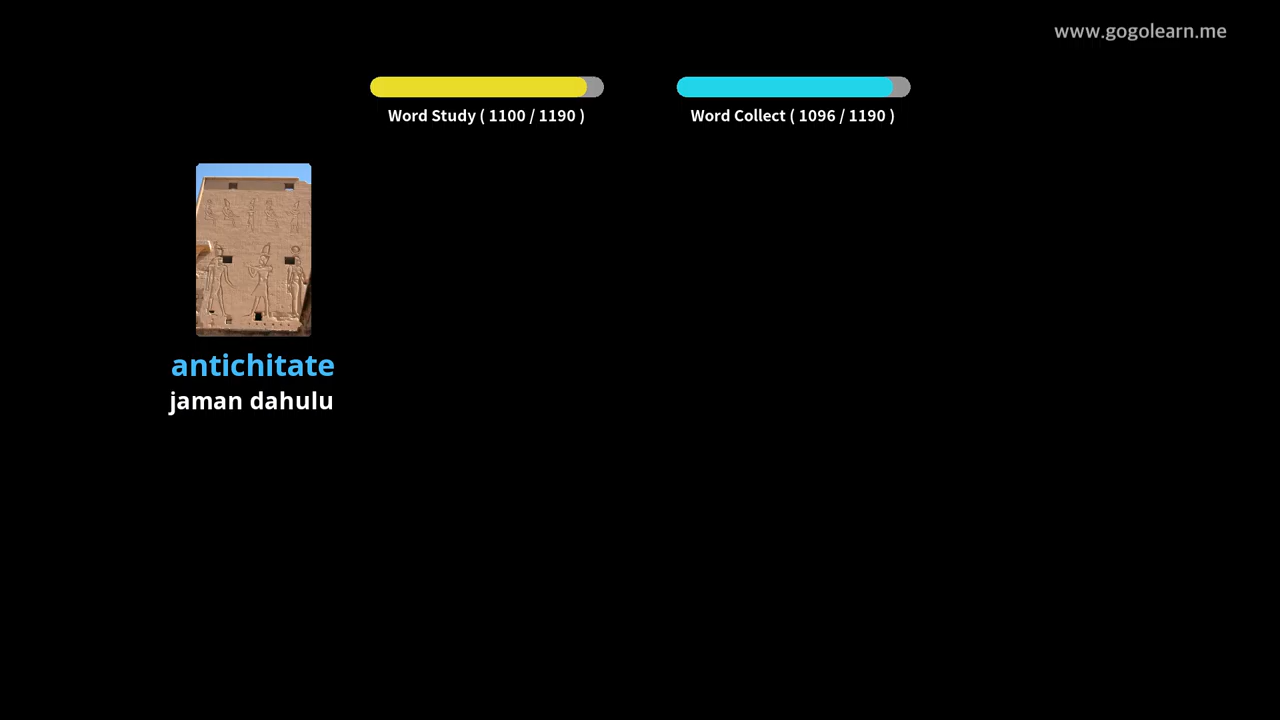 www.gogolearn.me
Word Study ( 1100 / 1190 )
Word Collect ( 1096 / 1190 )
antichitate
jaman dahulu